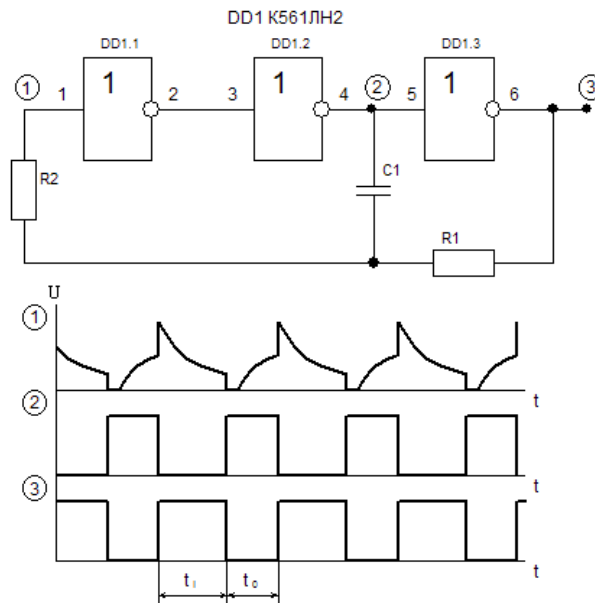 DD1 К561ЛН2
DD1.1 DD1.2 DD1.3
1 1 1 2 3 1 4 2 5 1 6 3
R2
C1
R1
U
1
t
2
t
3
t
t₁ t₀